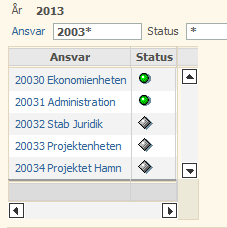 År 2013
Ansvar 2003* Status *
Ansvar Status
20030 Ekonomienheten
20031 Administration
20032 Stab Juridik
20033 Projektenheten
20034 Projektet Hamn